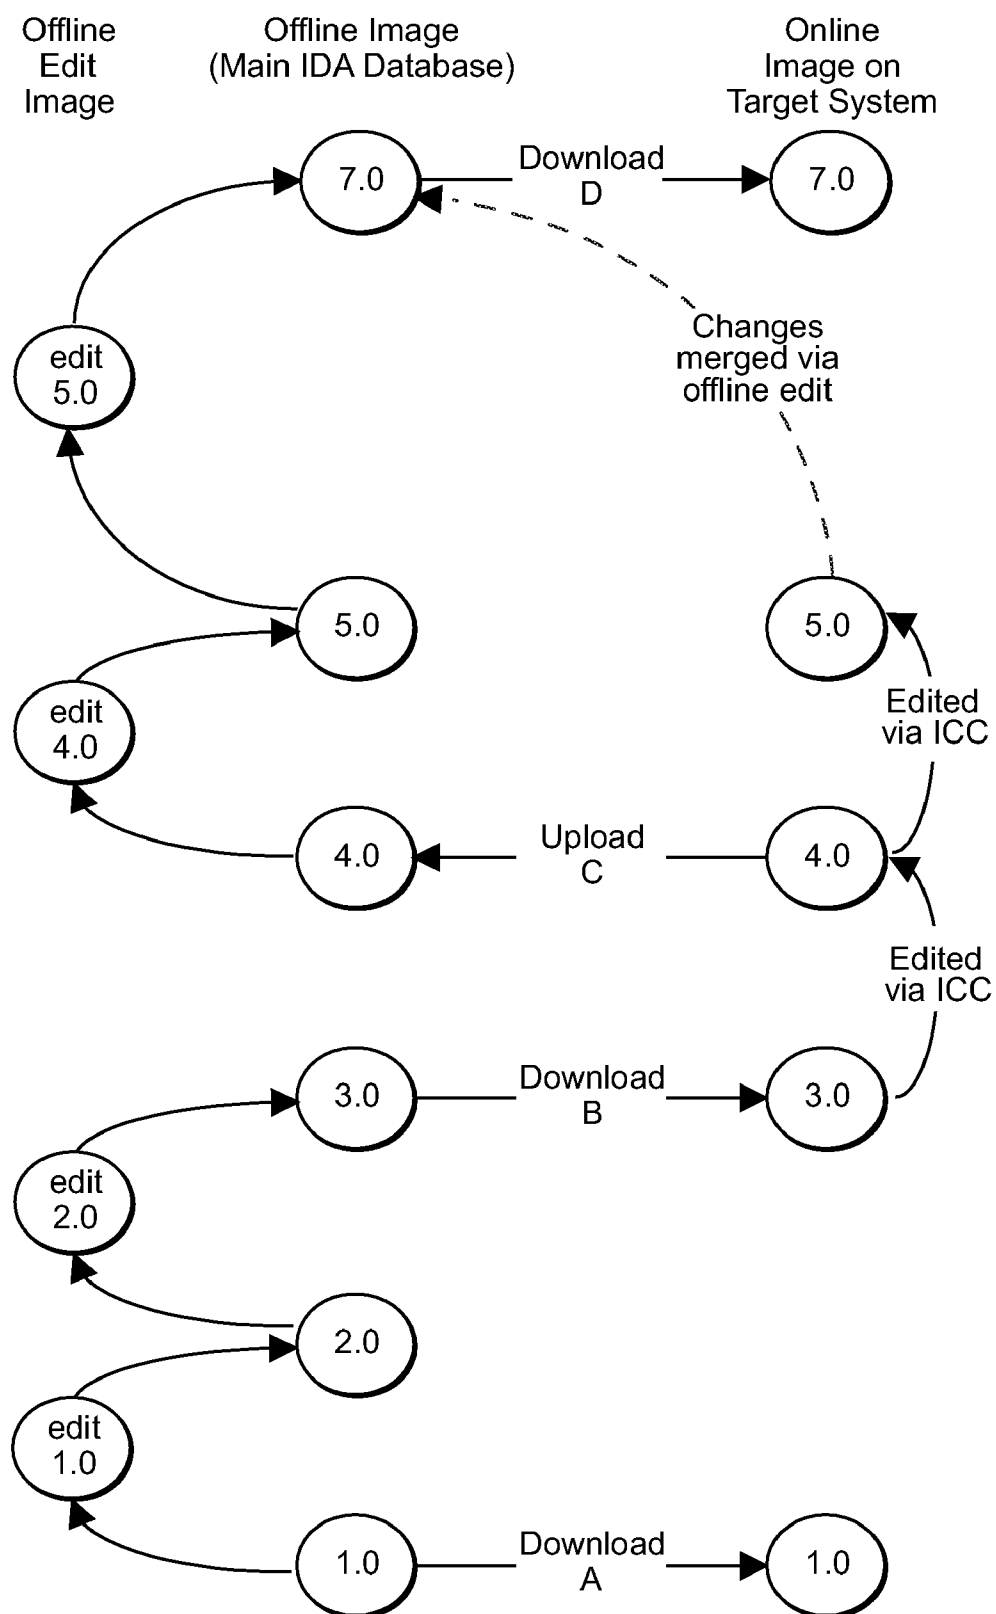 Offline
Edit
Image
Offline Image
(Main IDA Database)
Online
Image on
Target System
7.0
Download
D
7.0
Changes
merged via
offline edit
edit
5.0
5.0
5.0
Edited
via ICC
edit
4.0
4.0
Upload
C
4.0
Edited
via ICC
3.0
Download
B
3.0
edit
2.0
2.0
edit
1.0
1.0
Download
A
1.0